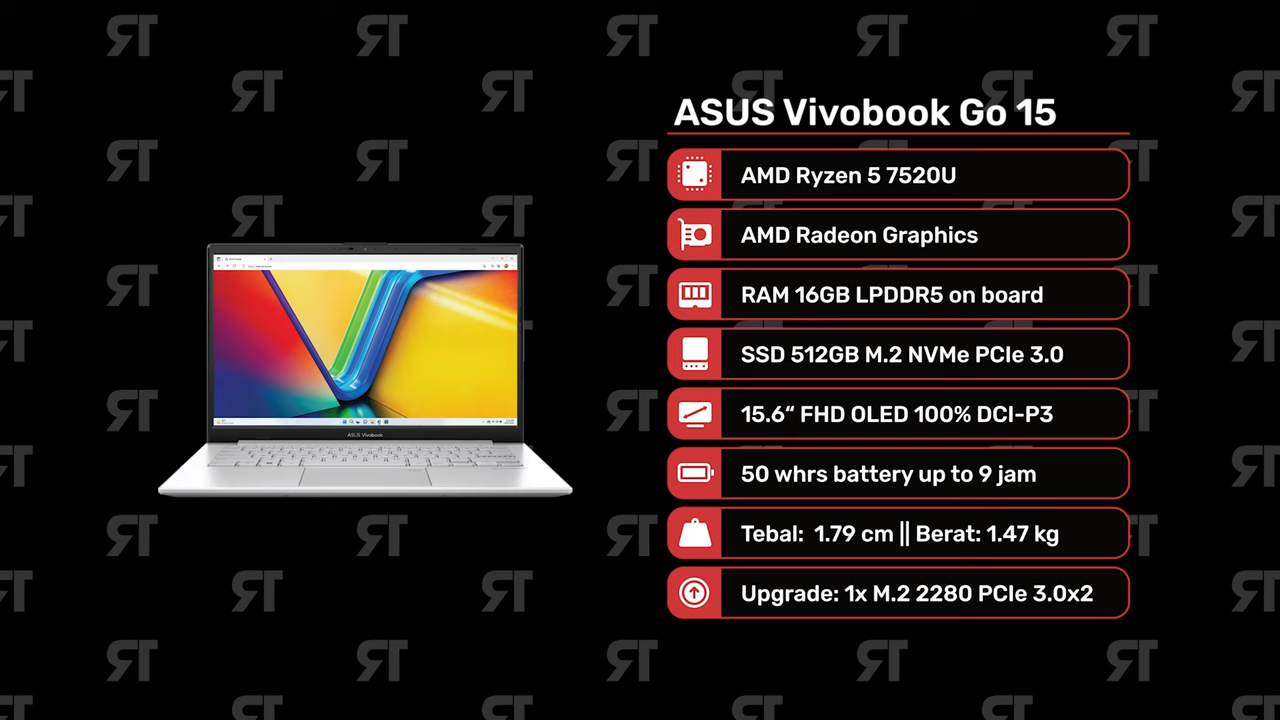 ASUS Vivobook Go 15
AMD Ryzen 5 7520U
AMD Radeon Graphics
RAM 16GB LPDDR5 on board
SSD 512GB M.2 NVMe PCIe 3.0
15.6“ FHD OLED 100% DCI-P3
50 whrs battery up to 9 jam
Tebal:  1.79 cm || Berat: 1.47 kg
Upgrade: 1x M.2 2280 PCIe 3.0x2
ASUS Vivobook